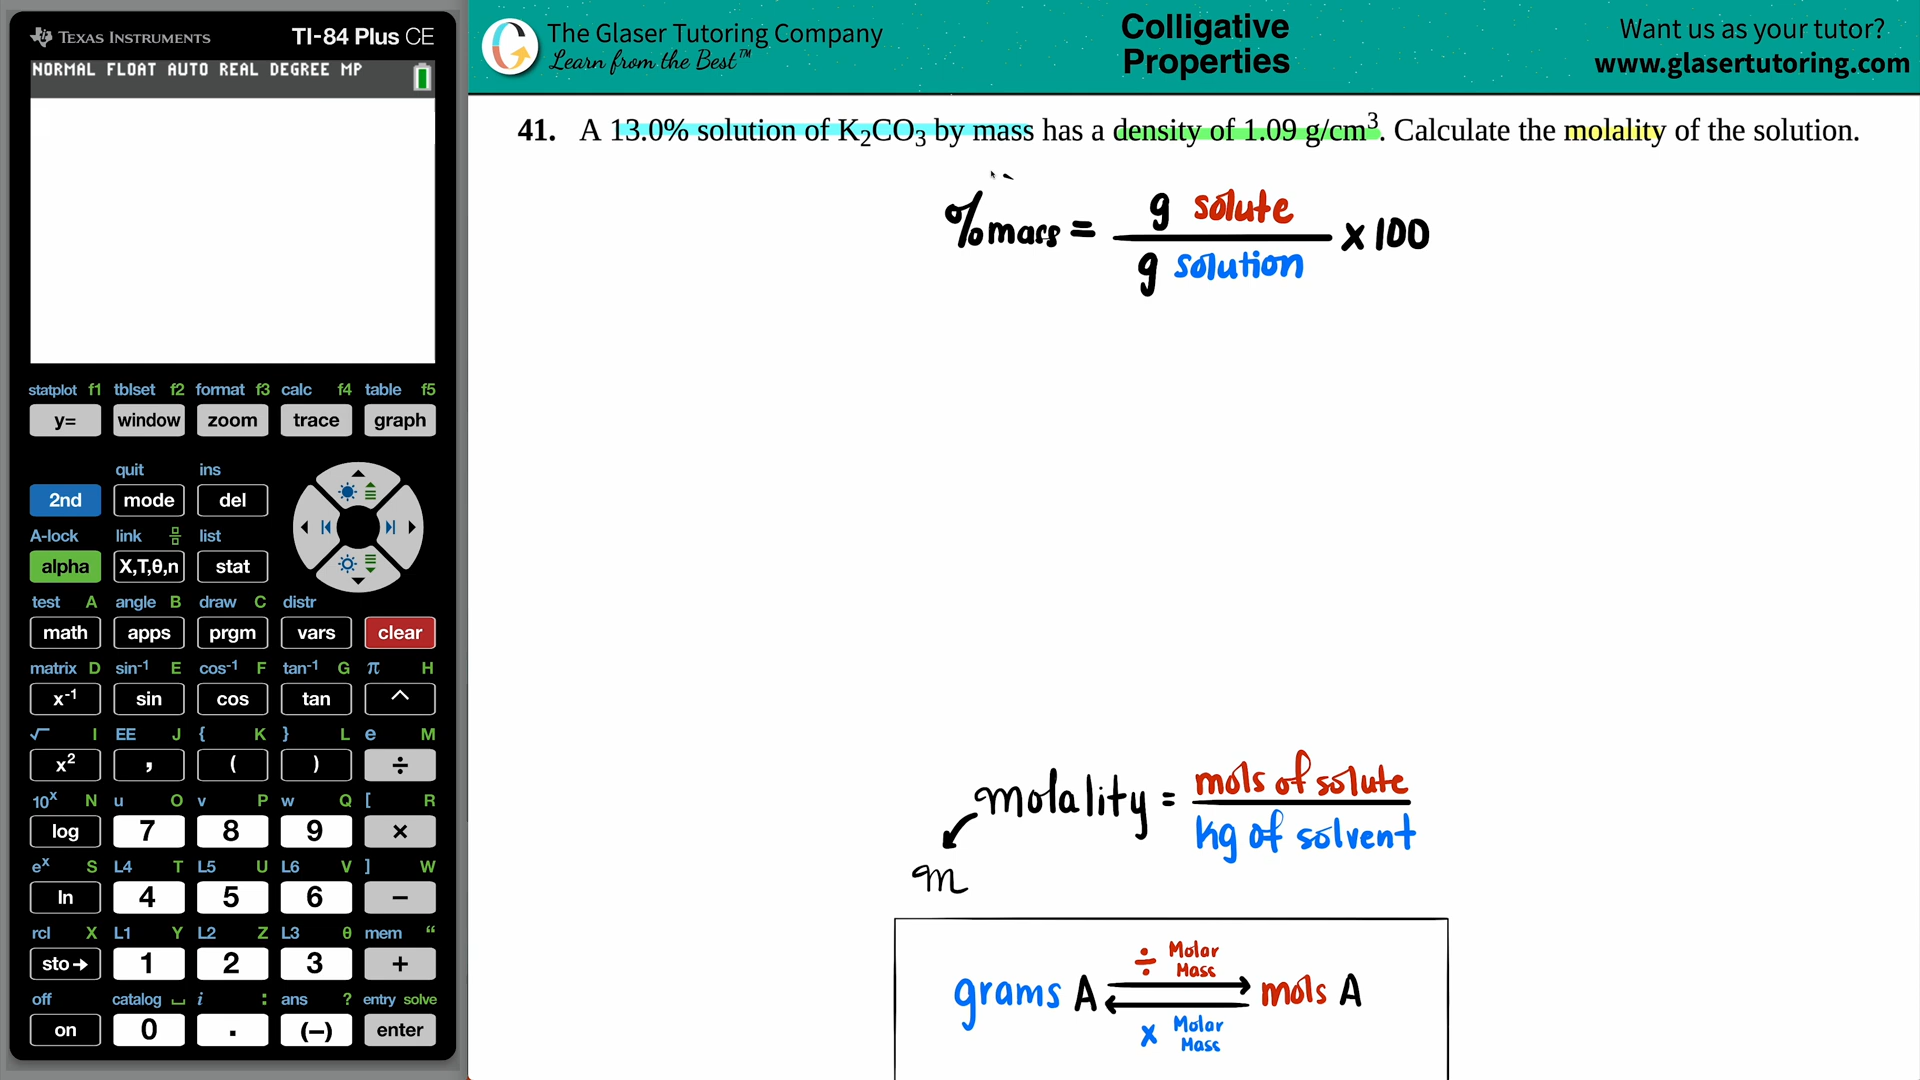 TEXAS INSTRUMENTS TI-84 Plus CE
NORMAL FLOAT AUTO REAL DEGREE MP
statplot f1 tblset f2 format f3 calc f4 table f5
y= window zoom trace graph
quit ins
2nd mode del
A-lock link list
alpha X,T,θ,n stat
test A angle B draw C distr
math apps prgm vars clear
matrix D sin⁻¹ E cos⁻¹ F tan⁻¹ G π H
x⁻¹ sin cos tan ^
√ I EE J { K } L e M
x² , ( ) ÷
10ˣ N u O v P w Q [ R
log 7 8 9 ×
eˣ S L4 T L5 U L6 V ] W
ln 4 5 6 −
rcl X L1 Y L2 Z L3 θ mem “
sto→ 1 2 3 +
off catalog ⎵ i : ans ? entry solve
on 0 . (−) enter
The Glaser Tutoring Company
Learn from the Best™
Colligative
Properties
Want us as your tutor?
www.glasertutoring.com
41. A 13.0% solution of K₂CO₃ by mass has a density of 1.09 g/cm³. Calculate the molality of the solution.
%mass = g solute / g solution × 100
molality = mols of solute / kg of solvent
m
÷ Molar Mass
grams A mols A
x Molar Mass